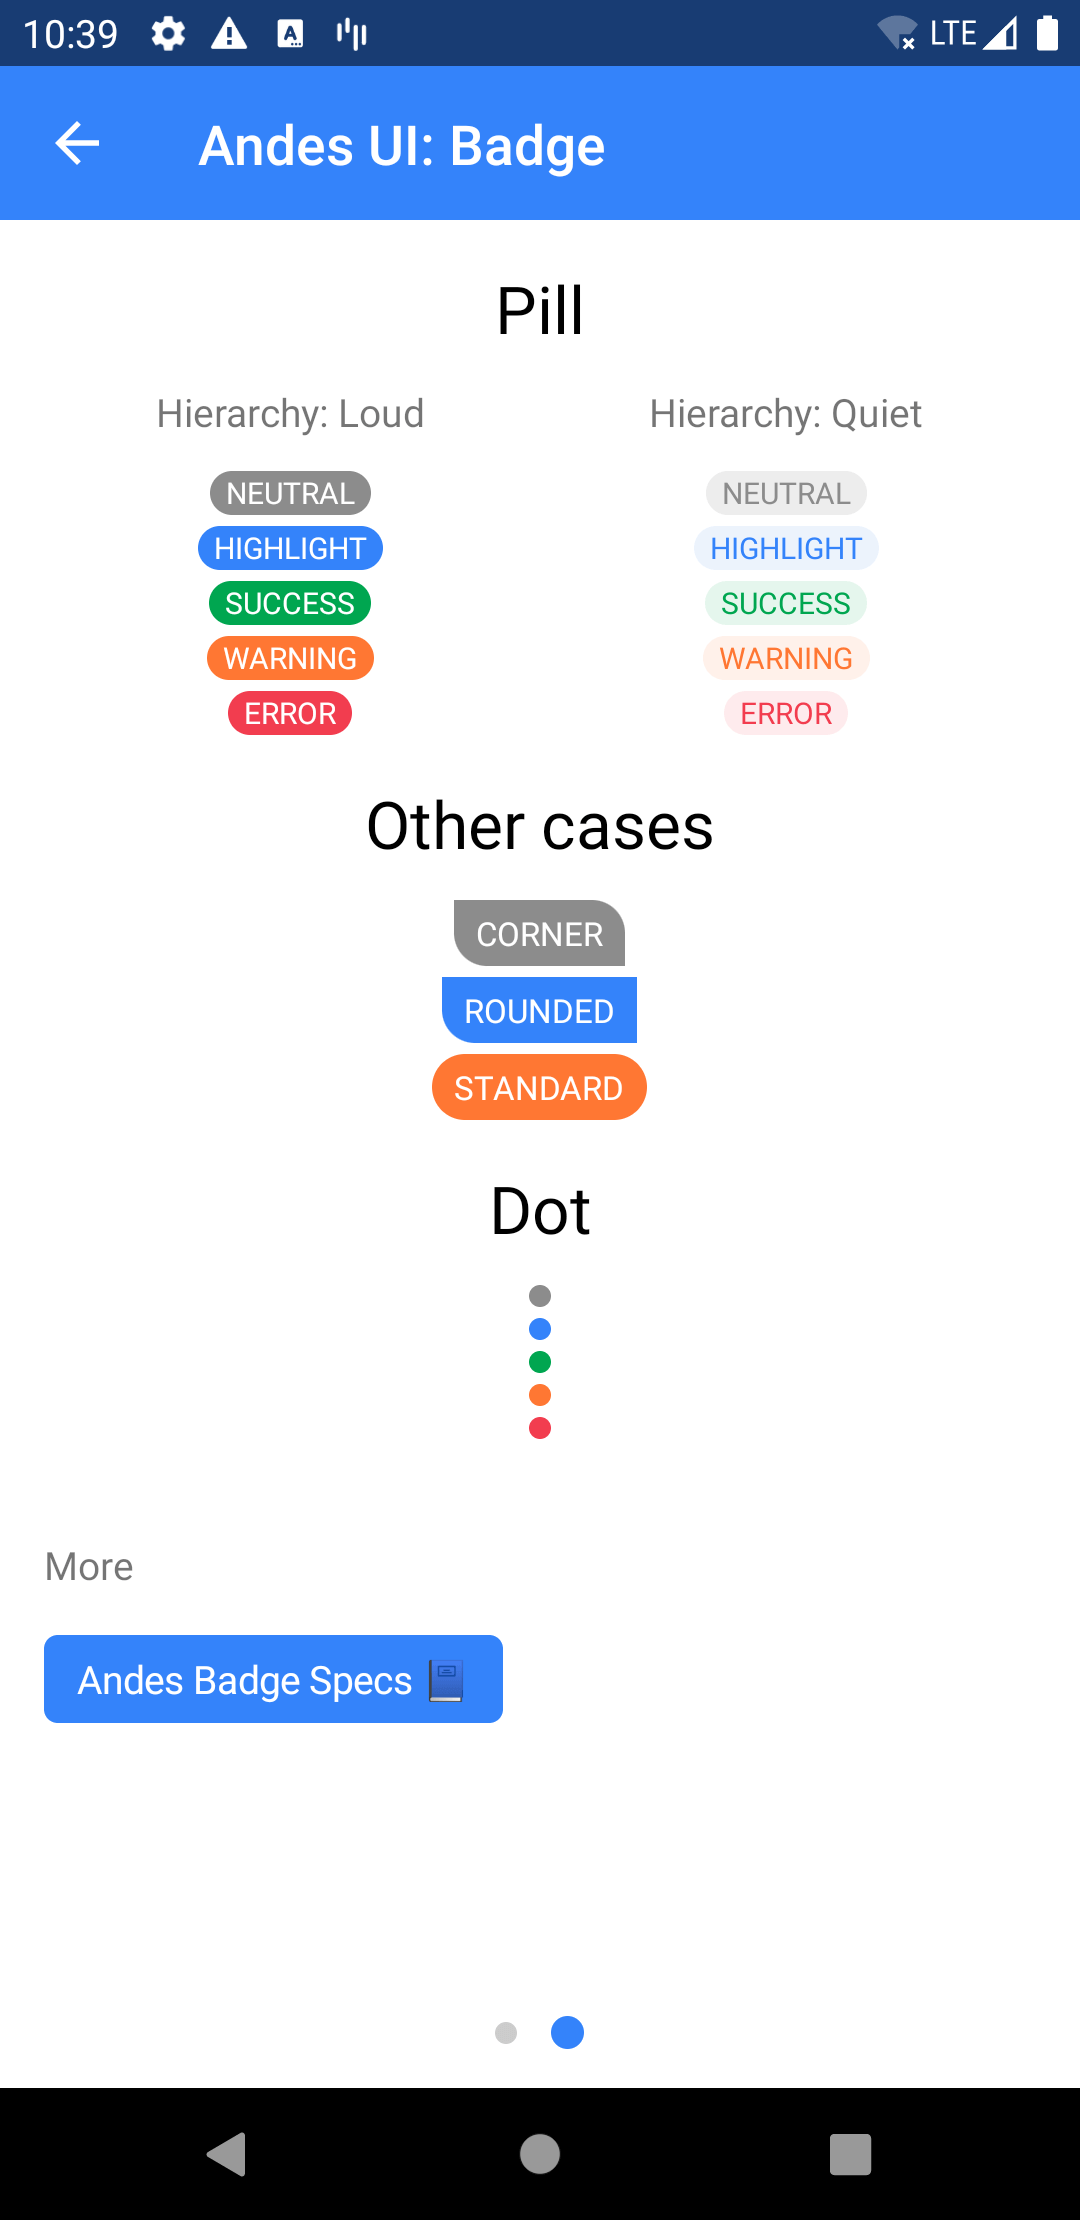 10:39 LTE
Andes UI: Badge
Pill
Hierarchy: Loud Hierarchy: Quiet
NEUTRAL NEUTRAL
HIGHLIGHT HIGHLIGHT
SUCCESS SUCCESS
WARNING WARNING
ERROR ERROR
Other cases
CORNER
ROUNDED
STANDARD
Dot
More
Andes Badge Specs 📘